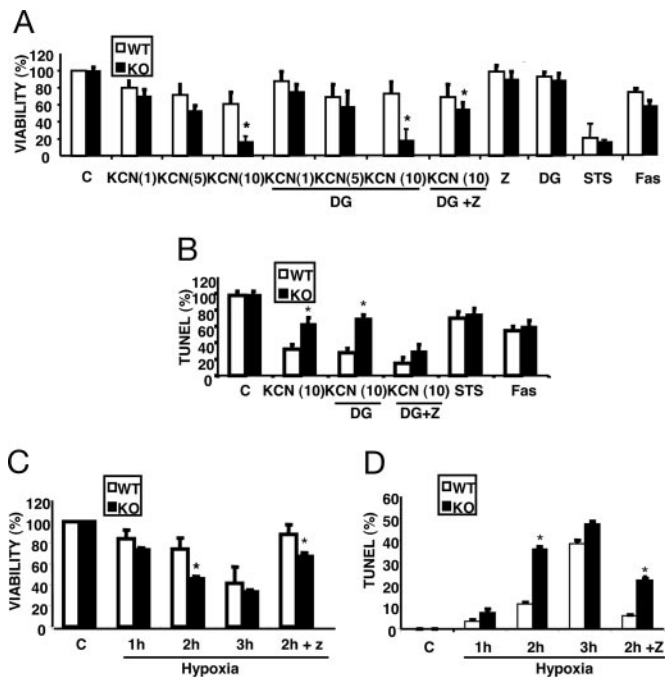 A
WT
KO
VIABILITY (%)
100
80
60
40
20
0
C KCN(1) KCN(5) KCN(10) KCN(1) KCN(5) KCN (10) KCN (10) Z DG STS Fas
DG DG +Z
B
WT
KO
TUNEL (%)
120
100
80
60
40
20
0
C KCN (10) KCN (10) KCN (10) STS Fas
DG DG+Z
C
WT
KO
VIABILITY (%)
120
100
80
60
40
20
0
C 1h 2h 3h 2h + z
Hypoxia
D
WT
KO
TUNEL (%)
60
50
40
30
20
10
0
C 1h 2h 3h 2h +Z
Hypoxia